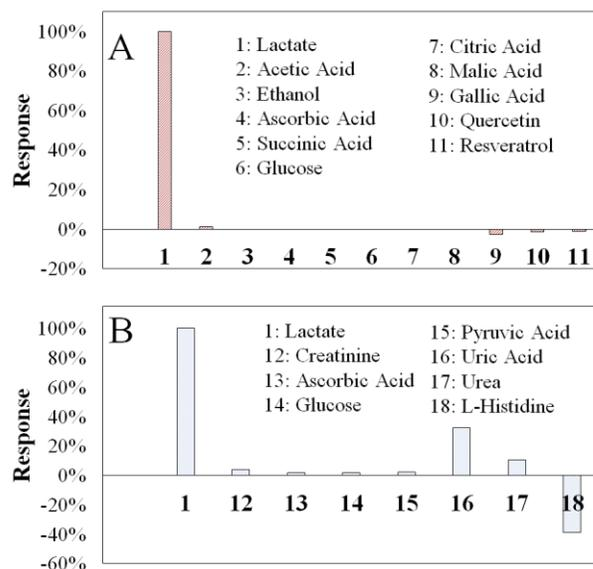 A
100%
80%
60%
40%
20%
0%
-20%
Response
1: Lactate
2: Acetic Acid
3: Ethanol
4: Ascorbic Acid
5: Succinic Acid
6: Glucose
7: Citric Acid
8: Malic Acid
9: Gallic Acid
10: Quercetin
11: Resveratrol
1 2 3 4 5 6 7 8 9 10 11
B
100%
80%
60%
40%
20%
0%
-20%
-40%
-60%
Response
1: Lactate
12: Creatinine
13: Ascorbic Acid
14: Glucose
15: Pyruvic Acid
16: Uric Acid
17: Urea
18: L-Histidine
1 12 13 14 15 16 17 18